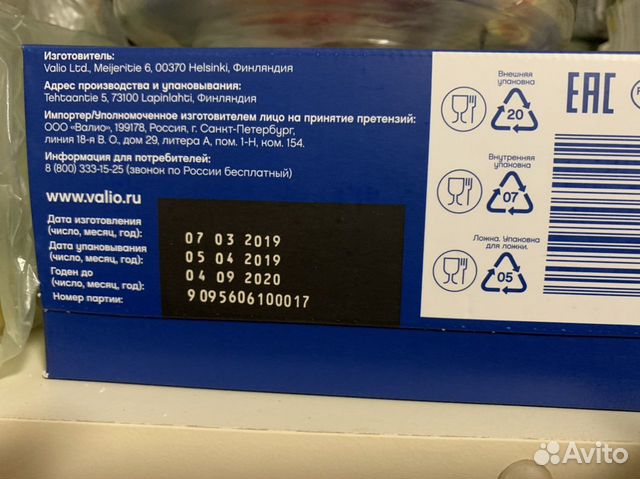 Изготовитель:
Valio Ltd., Meijeritie 6, 00370 Helsinki, Финляндия
Адрес производства и упаковывания:
Tehtaantie 5, 73100 Lapinlahti, Финляндия
Импортер/Уполномоченное изготовителем лицо на принятие претензий:
ООО «Валио», 199178, Россия, г. Санкт-Петербург,
линия 18-я В. О., дом 29, литера А, пом. 1-Н, ком. 154.
Информация для потребителей:
8 (800) 333-15-25 (звонок по России бесплатный)
www.valio.ru
Дата изготовления
(число, месяц, год):
07 03 2019
Дата упаковывания
(число, месяц, год):
05 04 2019
Годен до
(число, месяц, год):
04 09 2020
Номер партии:
9095606100017
Внешняя
упаковка
20
Внутренняя
упаковка
07
Ложка. Упаковка
для ложки.
05
EAC
Avito